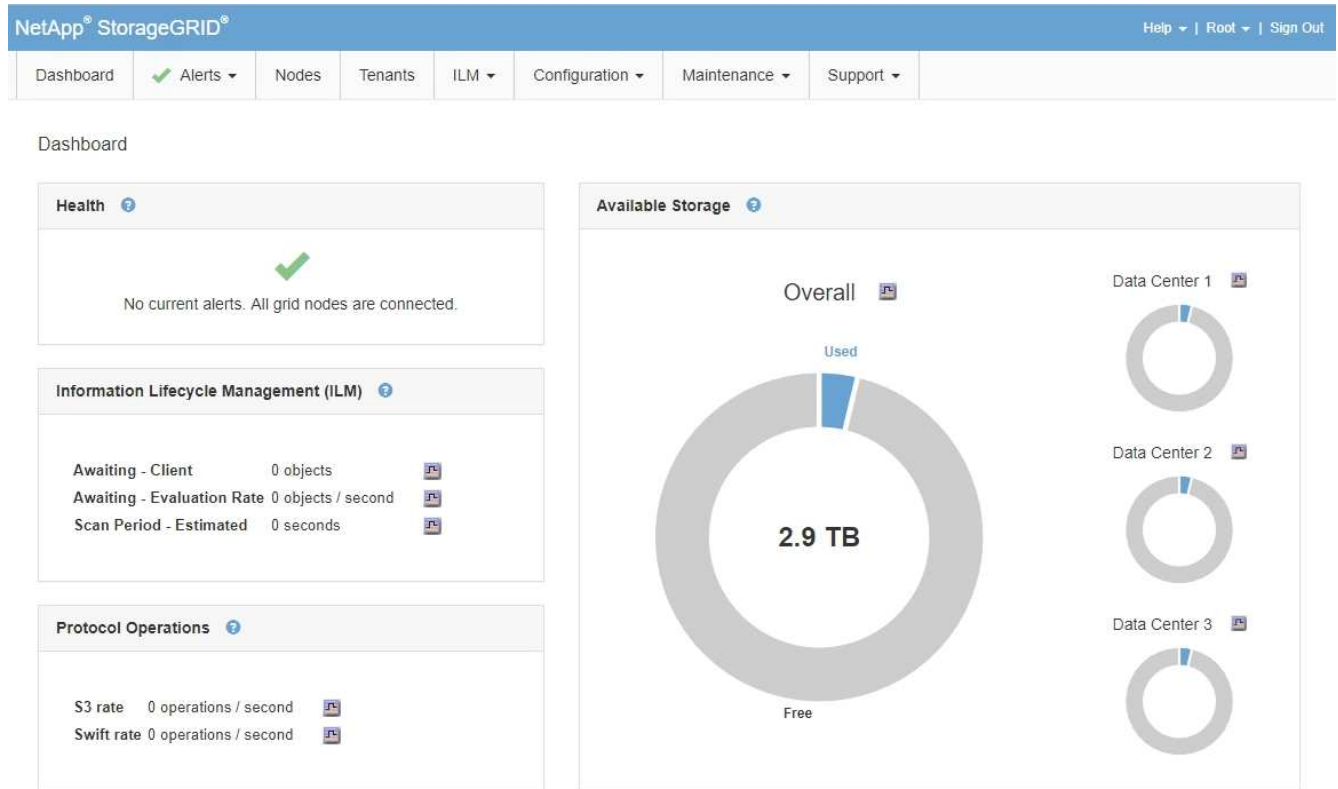 NetApp® StorageGRID®
Help | Root | Sign Out
Dashboard Alerts Nodes Tenants ILM Configuration Maintenance Support
Dashboard
Health ?
No current alerts. All grid nodes are connected.
Information Lifecycle Management (ILM) ?
Awaiting - Client 0 objects
Awaiting - Evaluation Rate 0 objects / second
Scan Period - Estimated 0 seconds
Protocol Operations ?
S3 rate 0 operations / second
Swift rate 0 operations / second
Available Storage ?
Overall
Used
2.9 TB
Free
Data Center 1
Data Center 2
Data Center 3